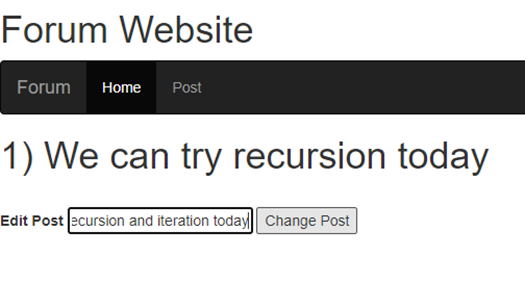 Forum Website
Forum Home Post
1) We can try recursion today
Edit Post ecursion and iteration today Change Post